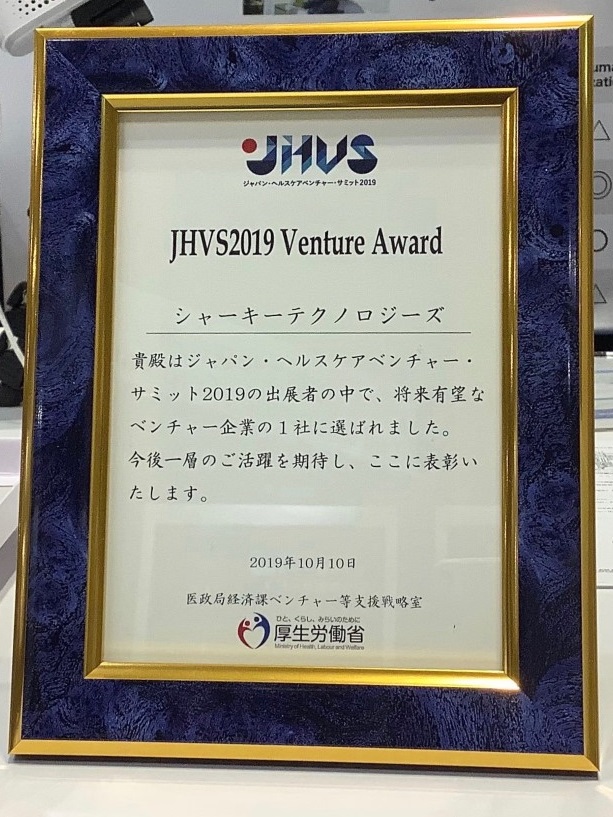 JHVS
ジャパン・ヘルスケアベンチャー・サミット2019
JHVS2019 Venture Award
シャーキーテクノロジーズ
貴殿はジャパン・ヘルスケアベンチャー・
サミット2019の出展者の中で、将来有望な
ベンチャー企業の１社に選ばれました。
今後一層のご活躍を期待し、ここに表彰い
たします。
2019年10月10日
医政局経済課ベンチャー等支援戦略室
ひと、くらし、みらいのために
厚生労働省
Ministry of Health, Labour and Welfare